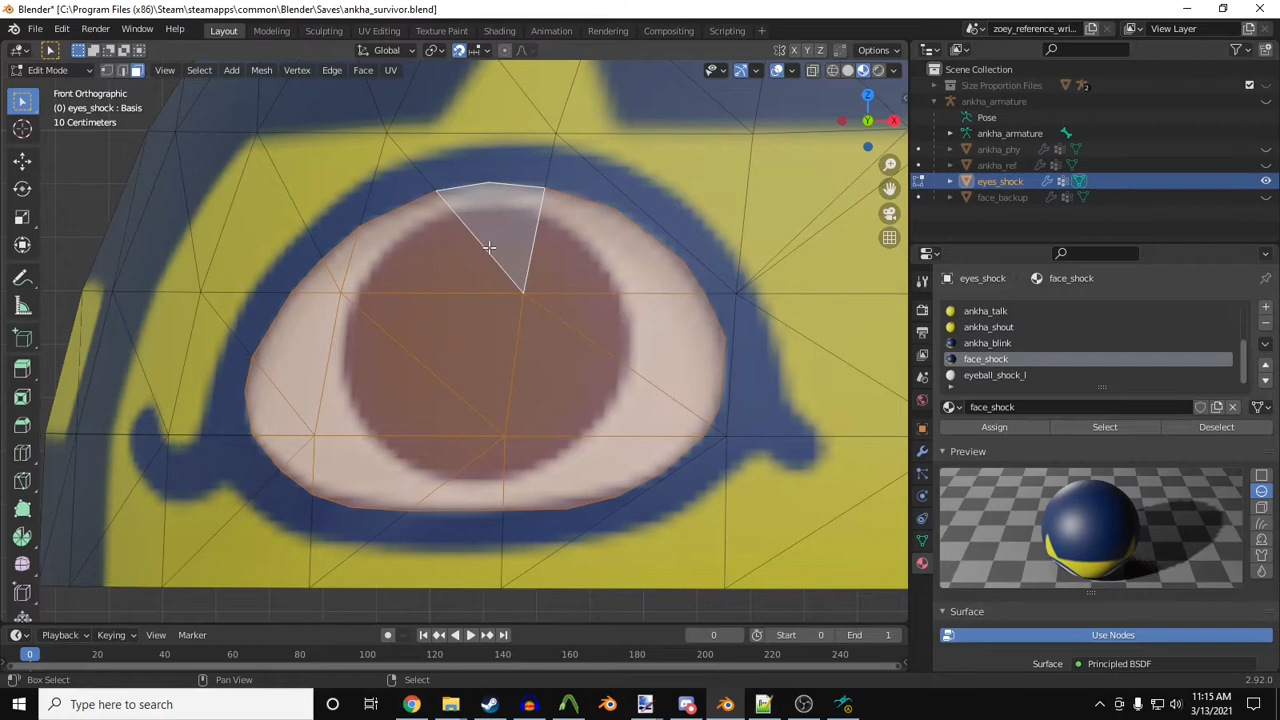 Blender* [C:\Program Files (x86)\Steam\steamapps\common\Blender\Saves\ankha_survivor.blend]
File Edit Render Window Help Layout Modeling Sculpting UV Editing Texture Paint Shading Animation Rendering Compositing Scripting zoey_reference_wri... View Layer
Global X Y Z Options
Edit Mode View Select Add Mesh Vertex Edge Face UV
Scene Collection
Size Proportion Files 2
ankha_armature
Pose
ankha_armature
ankha_phy
ankha_ref
eyes_shock
face_backup
Front Orthographic
(0) eyes_shock : Basis
10 Centimeters
Z
Y
eyes_shock face_shock
ankha_talk
ankha_shout
ankha_blink
face_shock
eyeball_shock_l
face_shock
Assign Select Deselect
Preview
Surface
Use Nodes
Surface Principled BSDF
Playback Keying View Marker 0 Start 0 End 1
0 20 40 60 80 100 120 140 160 180 200 220 240
Box Select Pan View Select 2.92.0
Type here to search
11:15 AM
3/13/2021